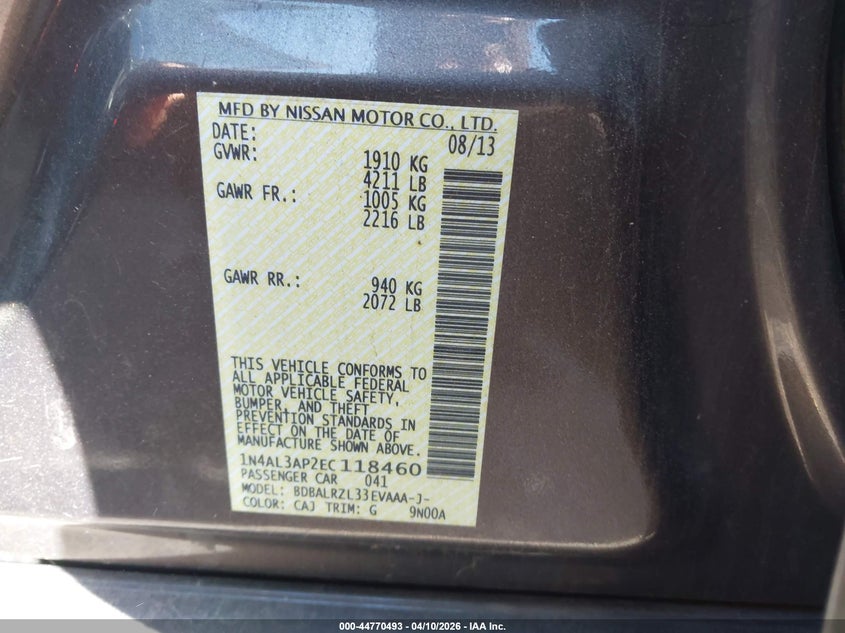 MFD BY NISSAN MOTOR CO., LTD.
DATE: 08/13
GVWR: 1910 KG
4211 LB
GAWR FR.: 1005 KG
2216 LB
GAWR RR.: 940 KG
2072 LB
THIS VEHICLE CONFORMS TO
ALL APPLICABLE FEDERAL
MOTOR VEHICLE SAFETY,
BUMPER, AND THEFT
PREVENTION STANDARDS IN
EFFECT ON THE DATE OF
MANUFACTURE SHOWN ABOVE.
1N4AL3AP2EC118460
PASSENGER CAR 041
MODEL: BDBALRZL33EVAAA-J-
COLOR: CAJ TRIM: G 9N00A
000-44770493 - 04/10/2026 - IAA Inc.